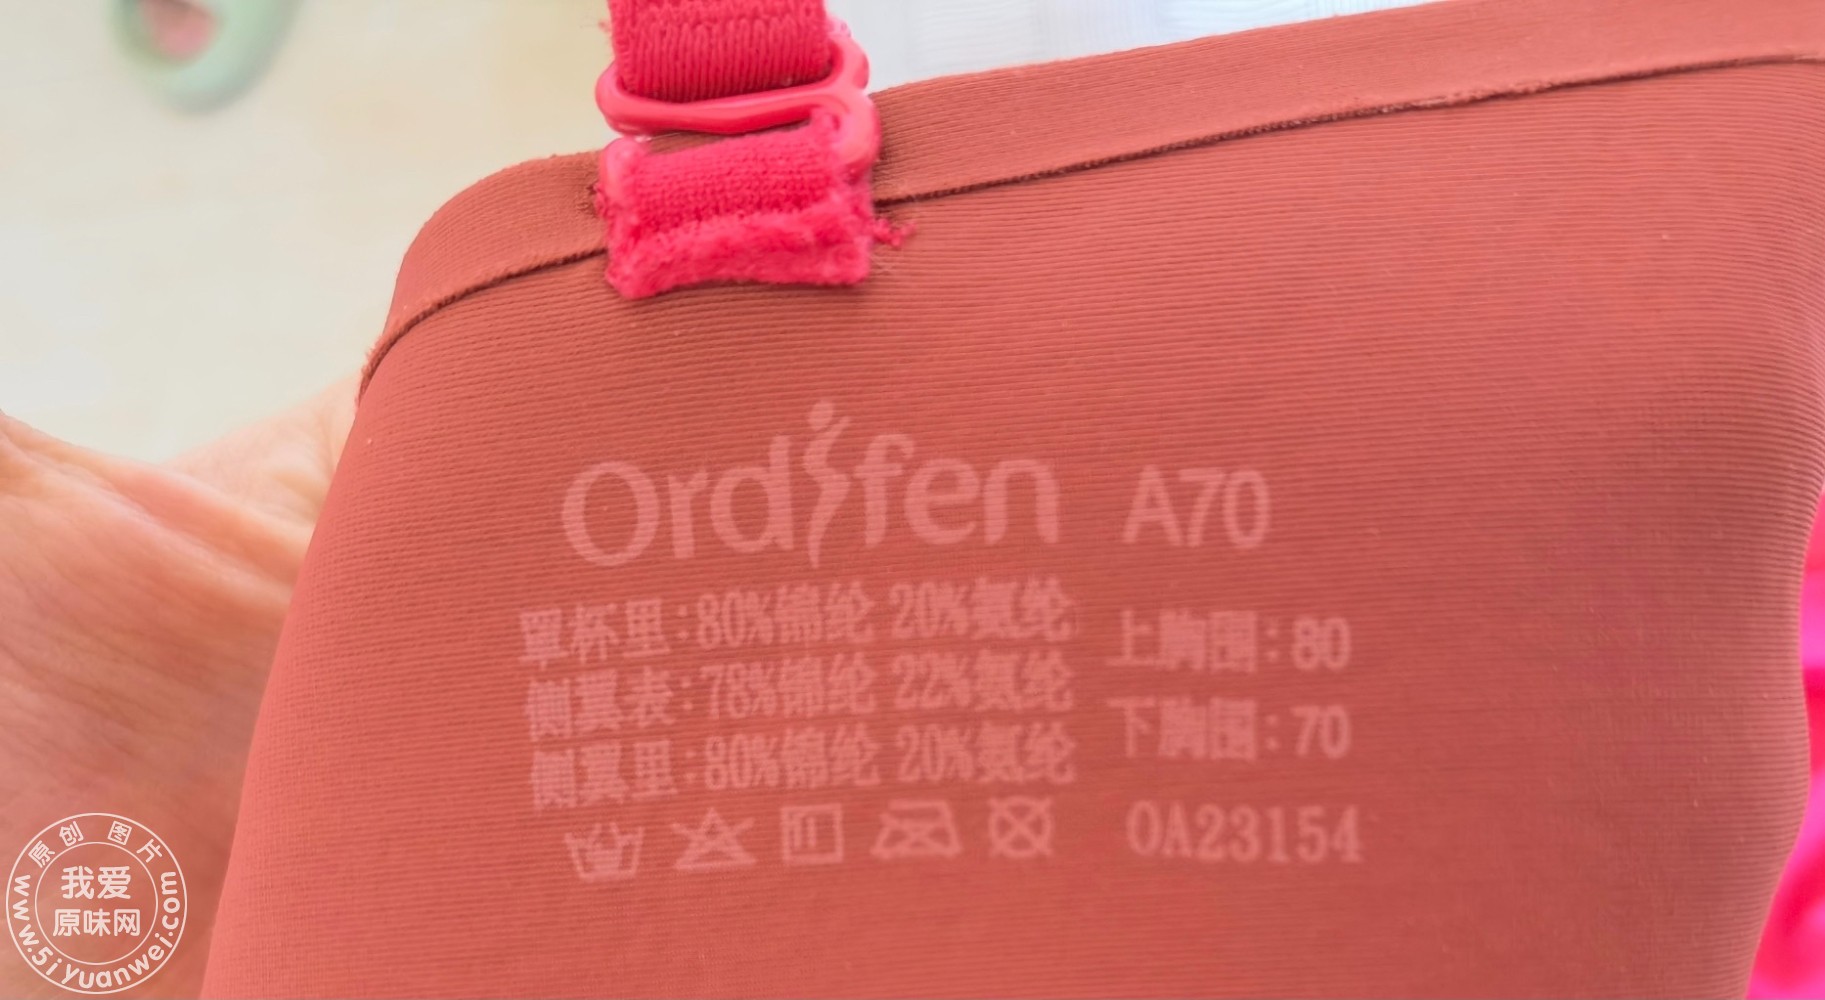 Ordifen A70
罩杯里:80%锦纶 20%氨纶
侧翼表:78%锦纶 22%氨纶
侧翼里:80%锦纶 20%氨纶
上胸围:80
下胸围:70
OA23154
原创图片
我爱
原味网
www.5iyuanwei.com